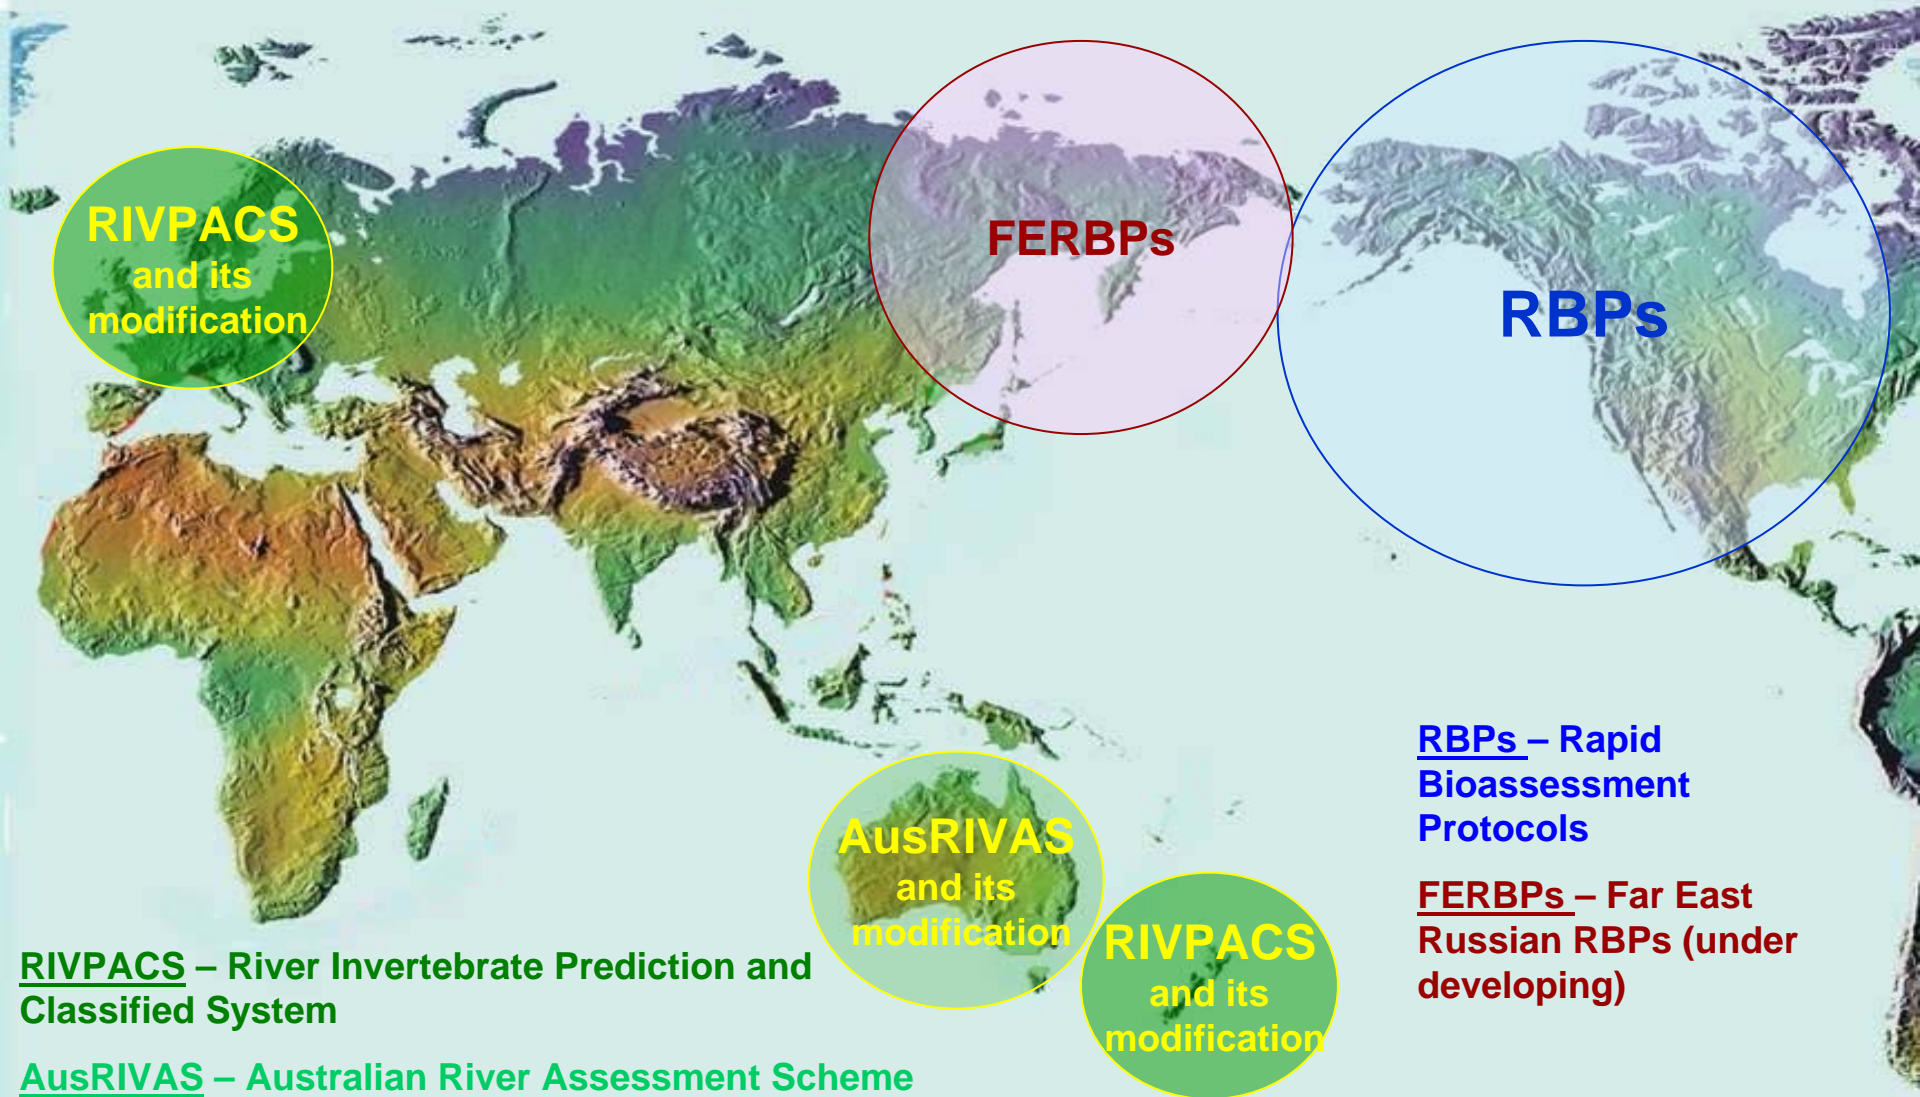 RIVPACS
and its
modification
FERBPs
RBPs
AusRIVAS
and its
modification
RIVPACS
and its
modification
RBPs – Rapid
Bioassessment
Protocols
FERBPs – Far East
Russian RBPs (under
developing)
RIVPACS – River Invertebrate Prediction and
Classified System
AusRIVAS – Australian River Assessment Scheme